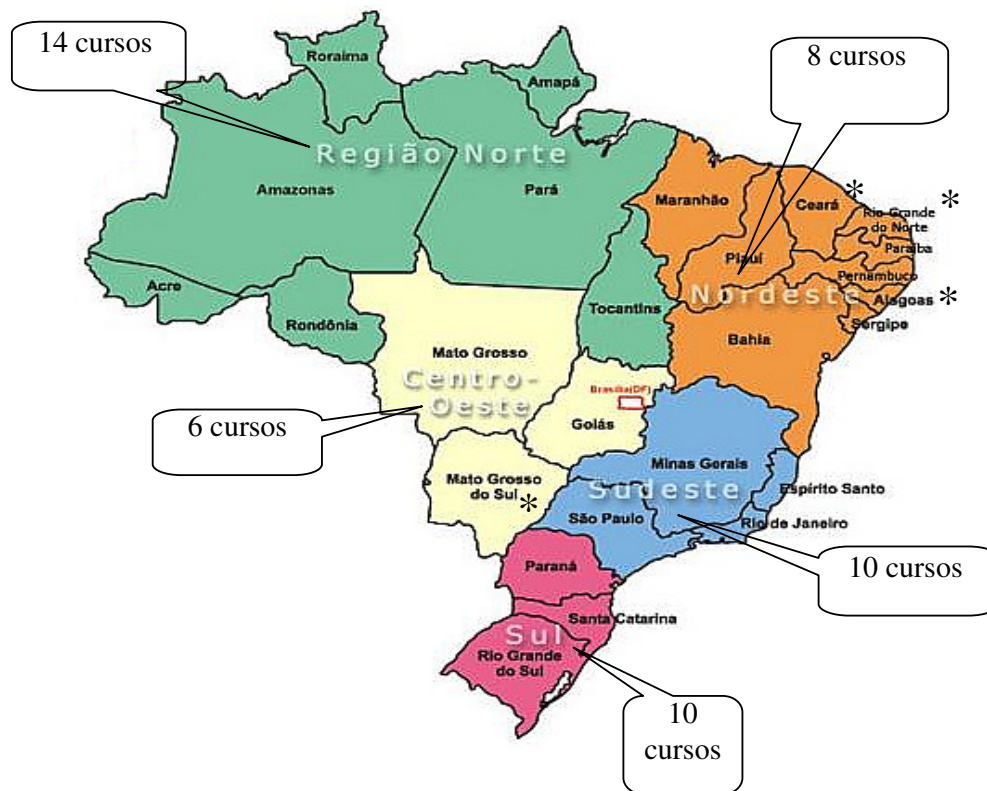 14 cursos
8 cursos
Roraima
Amapá
Região Norte
Amazonas
Pará
Maranhão
Ceará *
Rio Grande
do Norte
*
Paraíba
Piauí
Pernambuco
Nordeste
Alagoas *
Sergipe
Acre
Rondônia
Tocantins
Bahia
Mato Grosso
Centro-
Oeste
Brasília(DF)
Goiás
6 cursos
Mato Grosso
do Sul *
Minas Gerais
Sudeste
Espírito Santo
São Paulo
Rio de Janeiro
10 cursos
Paraná
Santa Catarina
Sul
Rio Grande
do Sul
10
cursos